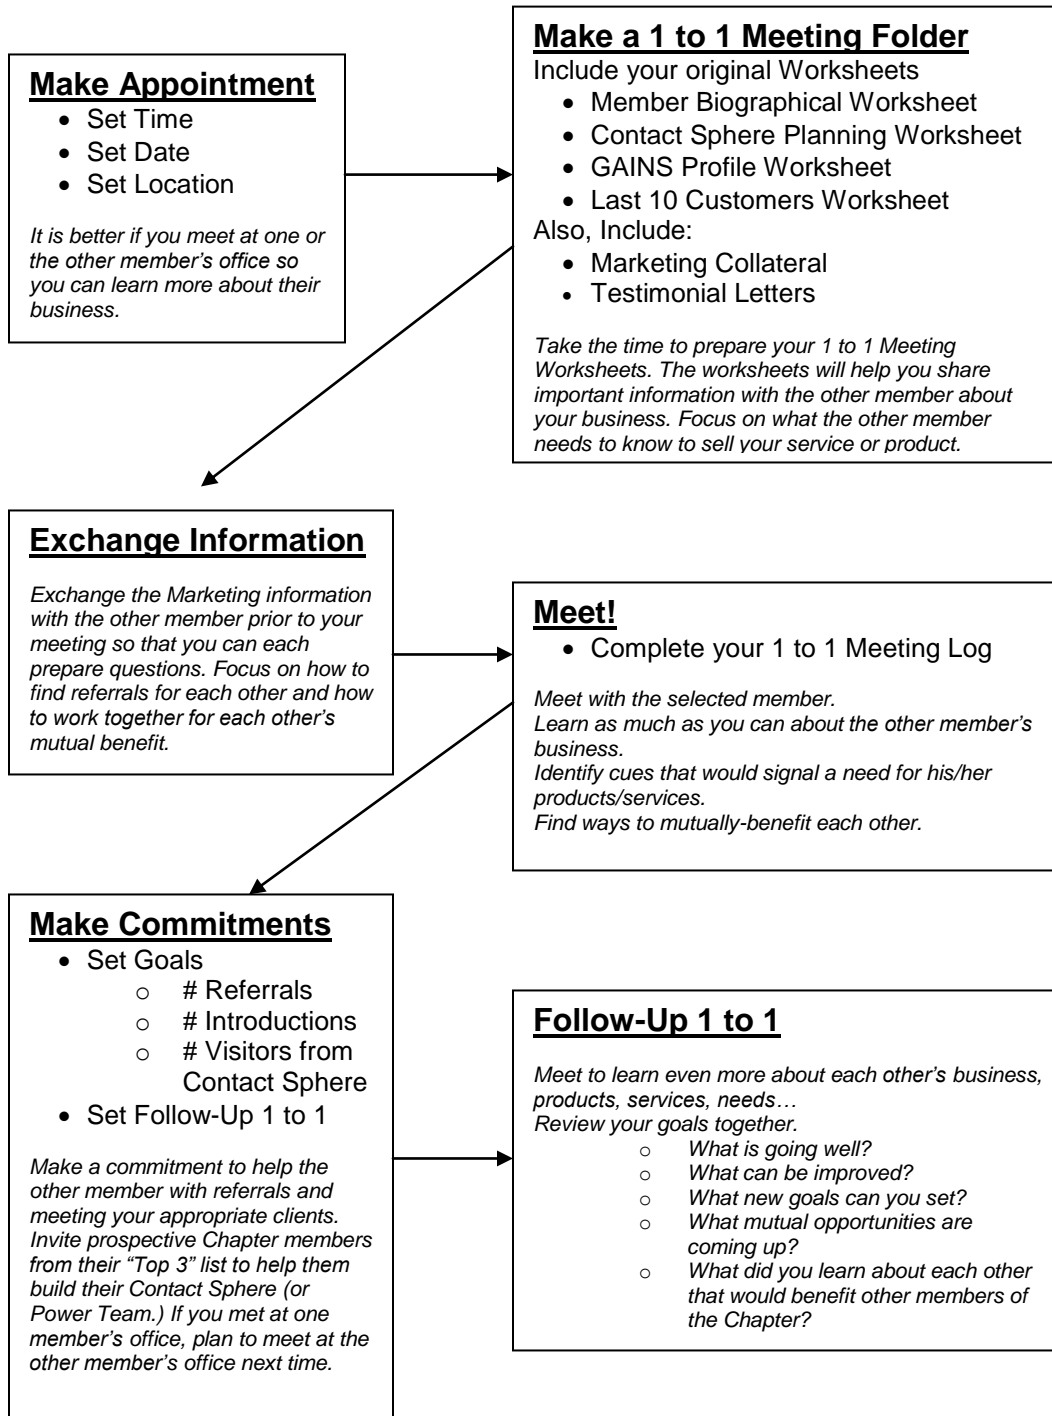 Make Appointment
• Set Time
• Set Date
• Set Location
It is better if you meet at one or
the other member's office so
you can learn more about their
business.
Make a 1 to 1 Meeting Folder
Include your original Worksheets
• Member Biographical Worksheet
• Contact Sphere Planning Worksheet
• GAINS Profile Worksheet
• Last 10 Customers Worksheet
Also, Include:
• Marketing Collateral
• Testimonial Letters
Take the time to prepare your 1 to 1 Meeting
Worksheets. The worksheets will help you share
important information with the other member about
your business. Focus on what the other member
needs to know to sell your service or product.
Exchange Information
Exchange the Marketing information
with the other member prior to your
meeting so that you can each
prepare questions. Focus on how to
find referrals for each other and how
to work together for each other's
mutual benefit.
Meet!
• Complete your 1 to 1 Meeting Log
Meet with the selected member.
Learn as much as you can about the other member's
business.
Identify cues that would signal a need for his/her
products/services.
Find ways to mutually-benefit each other.
Make Commitments
• Set Goals
o # Referrals
o # Introductions
o # Visitors from
Contact Sphere
• Set Follow-Up 1 to 1
Make a commitment to help the
other member with referrals and
meeting your appropriate clients.
Invite prospective Chapter members
from their “Top 3” list to help them
build their Contact Sphere (or
Power Team.) If you met at one
member's office, plan to meet at the
other member's office next time.
Follow-Up 1 to 1
Meet to learn even more about each other's business,
products, services, needs…
Review your goals together.
o What is going well?
o What can be improved?
o What new goals can you set?
o What mutual opportunities are
coming up?
o What did you learn about each other
that would benefit other members of
the Chapter?